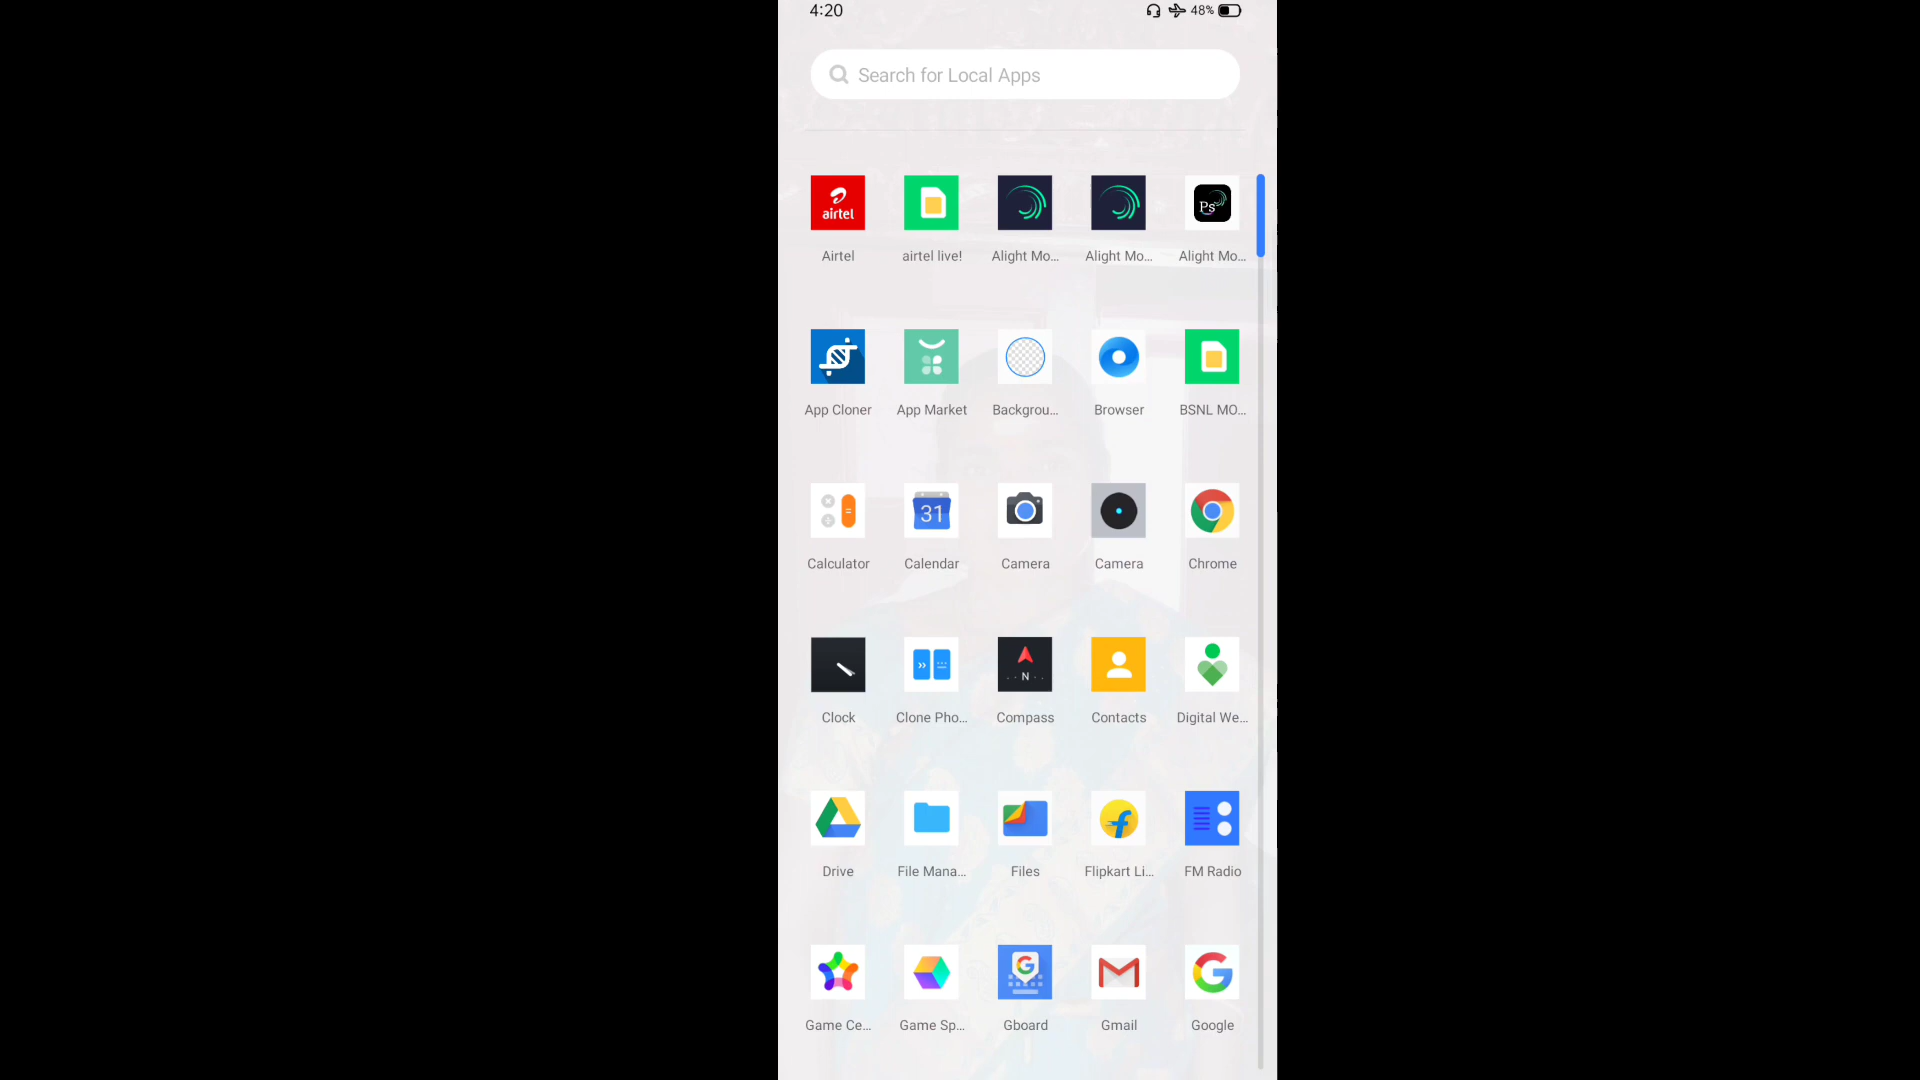 4:20 48%
Search for Local Apps
airtel
Ps
Airtel airtel live! Alight Mo... Alight Mo... Alight Mo...
App Cloner App Market Backgrou... Browser BSNL MO...
31
Calculator Calendar Camera Camera Chrome
N
Clock Clone Pho... Compass Contacts Digital We...
Drive File Mana... Files Flipkart Li... FM Radio
G
Game Ce... Game Sp... Gboard Gmail Google